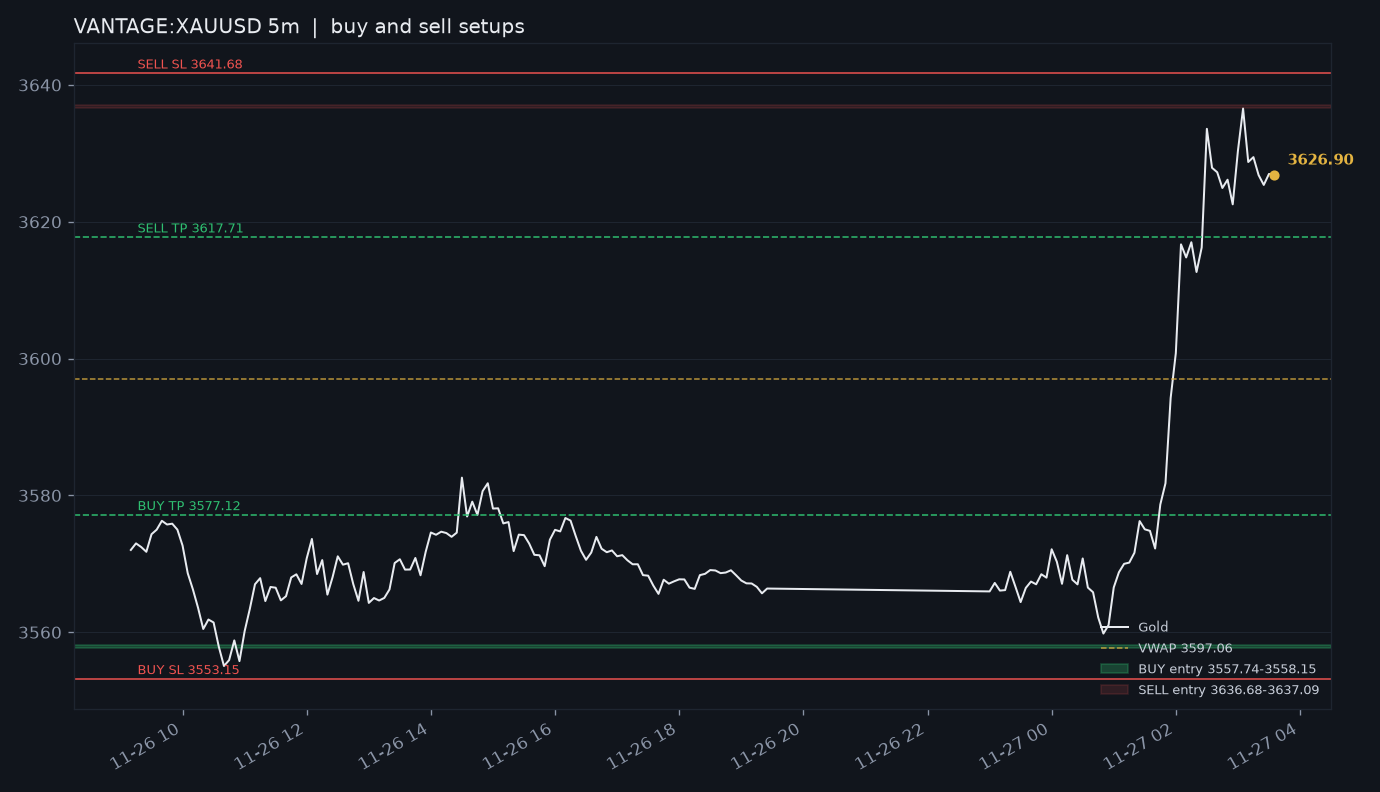 VANTAGE:XAUUSD 5m | buy and sell setups
SELL SL 3641.68
3640
3626.90
SELL TP 3617.71
3620
3600
3580
BUY TP 3577.12
3560
BUY SL 3553.15
Gold
VWAP 3597.06
BUY entry 3557.74-3558.15
SELL entry 3636.68-3637.09
11-26 10
11-26 12
11-26 14
11-26 16
11-26 18
11-26 20
11-26 22
11-27 00
11-27 02
11-27 04